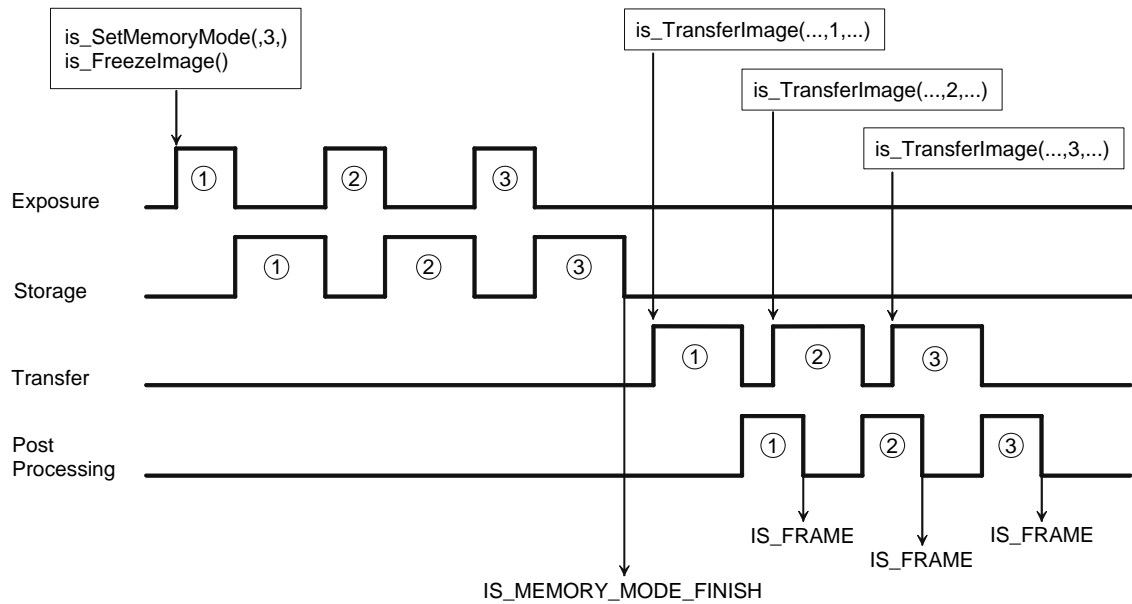 is_SetMemoryMode(,3,)
is_FreezeImage()
is_TransferImage(...,1,...)
is_TransferImage(...,2,...)
is_TransferImage(...,3,...)
Exposure
① ② ③
Storage
① ② ③
Transfer
① ② ③
Post
Processing
① ② ③
IS_FRAME
IS_FRAME
IS_FRAME
IS_MEMORY_MODE_FINISH